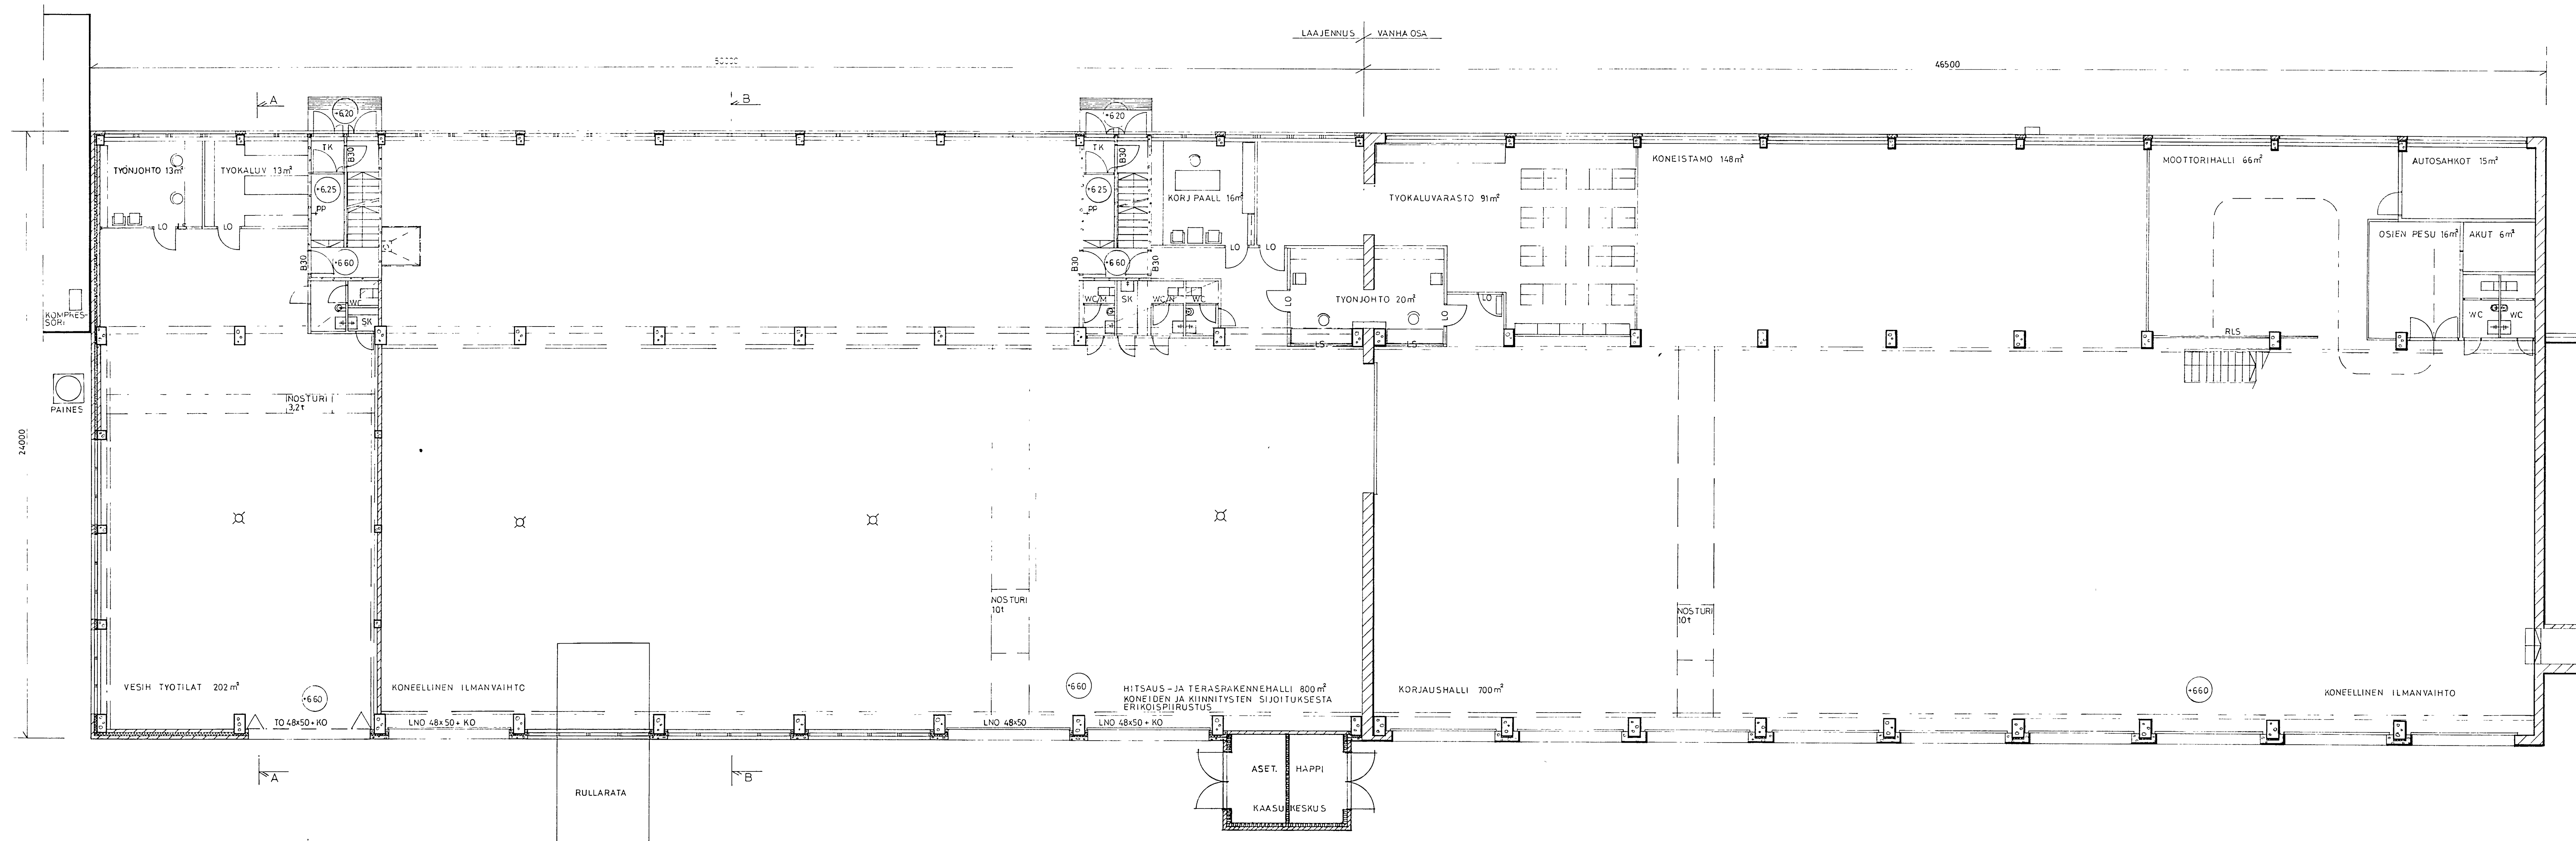 LAAJENNUS
VANHA OSA
46500
A
B
+6.20
+6.20
TK
B30
TK
B30
TYÖNJOHTO 13m²
TYÖKALUV 13m²
+6.25
PP
+6.25
PP
KORJ PAALL 16m²
TYÖKALUVARASTO 91m²
KONEISTAMO 148m²
MOOTTORIHALLI 66m²
AUTOSÄHKÖT 15m²
LO
LS
LO
LO
LO
OSIEN PESU 16m²
AKUT 6m²
B30
+6.60
B30
+6.60
B30
WC
SK
WC/M
SK
WC/N
WC
LO
TYÖNJOHTO 20m²
LO
LO
WC
WC
KOMPRES-
SORI
RLS
LS
LS
PAINES
24000
NOSTURI
3,2t
NOSTURI
10t
NOSTURI
10t
VESIH TYÖTILAT 202m²
+6.60
KONEELLINEN ILMANVAIHTO
+6.60
HITSAUS-JA TERÄSRAKENNEHALLI 800m²
KONEIDEN JA KIINNITYSTEN SIJOITUKSESTA
ERIKOISPIIRUSTUS
KORJAUSHALLI 700m²
+6.60
KONEELLINEN ILMANVAIHTO
TO 48x50+KO
LNO 48x50+KO
LNO 48x50
LNO 48x50+KO
A
B
RULLARATA
ASET.
HAPPI
KAASUKESKUS